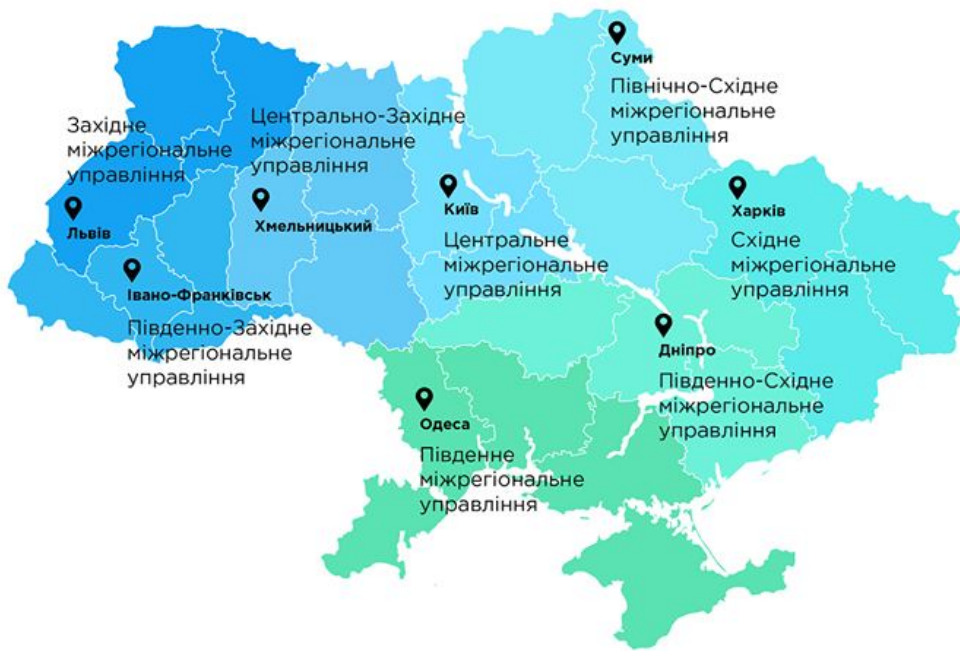 Суми
Північно-Східне
міжрегіональне
управління
Західне
міжрегіональне
управління
Львів
Центрально-Західне
міжрегіональне
управління
Хмельницький
Київ
Центральне
міжрегіональне
управління
Харків
Східне
міжрегіональне
управління
Івано-Франківськ
Південно-Західне
міжрегіональне
управління
Дніпро
Південно-Східне
міжрегіональне
управління
Одеса
Південне
міжрегіональне
управління